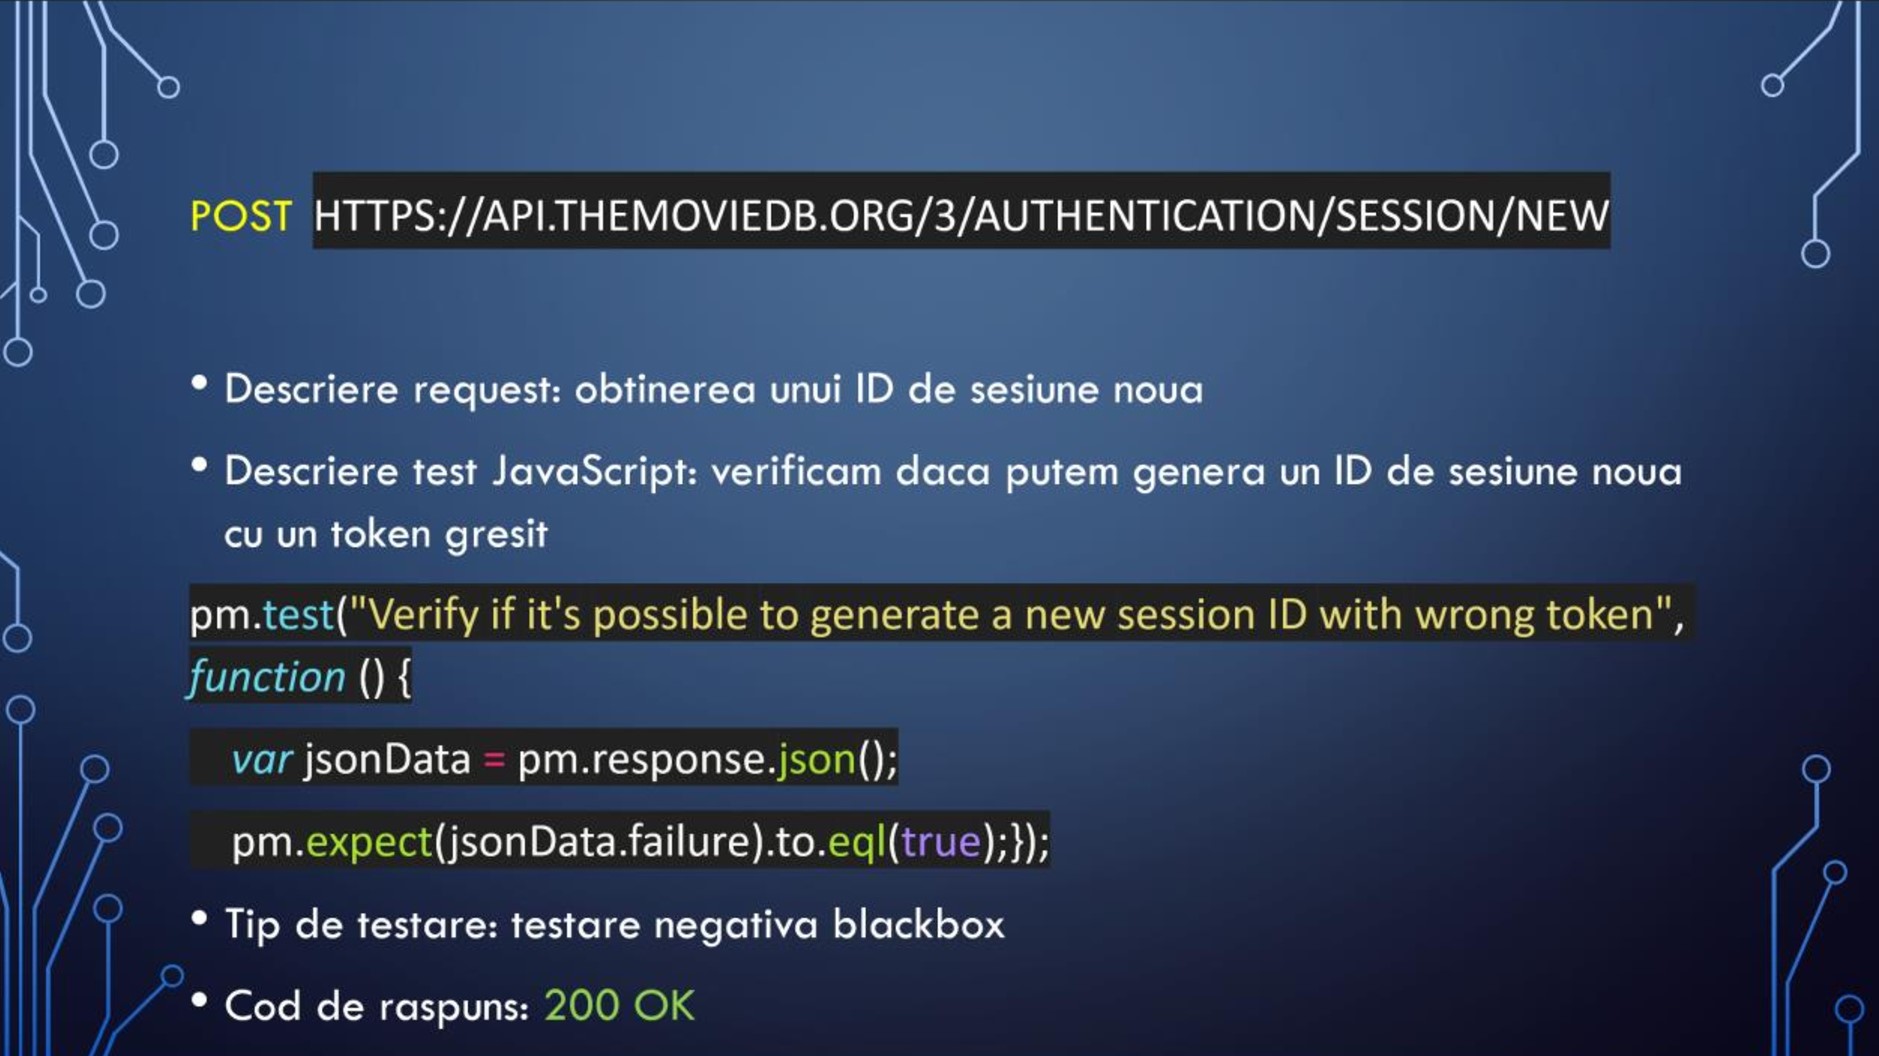 POST HTTPS://API.THEMOVIEDB.ORG/3/AUTHENTICATION/SESSION/NEW
• Descriere request: obtinerea unui ID de sesiune noua
• Descriere test JavaScript: verificam daca putem genera un ID de sesiune noua
cu un token gresit
pm.test("Verify if it's possible to generate a new session ID with wrong token",
function () {
var jsonData = pm.response.json();
pm.expect(jsonData.failure).to.eql(true);});
• Tip de testare: testare negativa blackbox
• Cod de raspuns: 200 OK